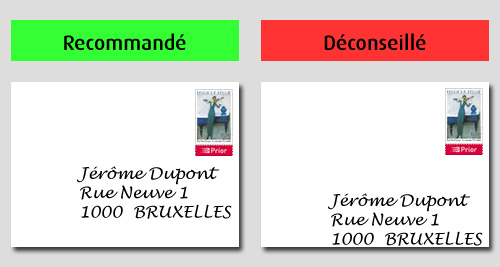 Recommandé
Déconseillé
Prior
Jérôme Dupont
Rue Neuve 1
1000 BRUXELLES
Prior
Jérôme Dupont
Rue Neuve 1
1000 BRUXELLES